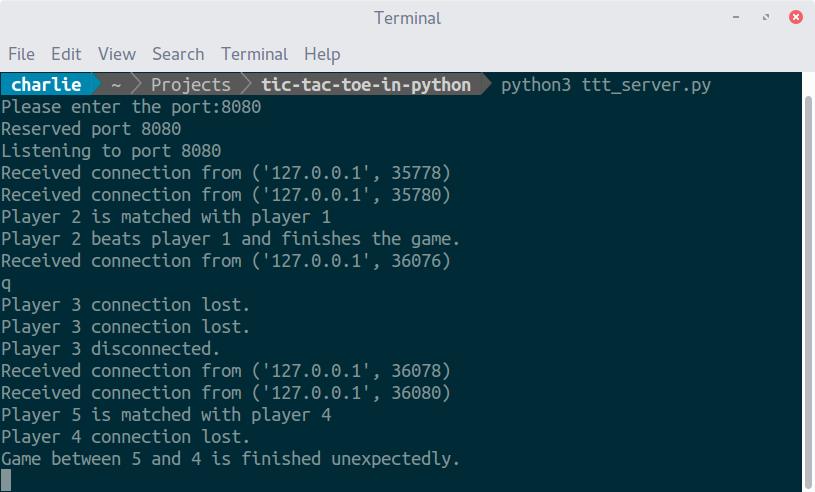 Terminal
File Edit View Search Terminal Help
charlie ~ Projects tic-tac-toe-in-python python3 ttt_server.py
Please enter the port:8080
Reserved port 8080
Listening to port 8080
Received connection from ('127.0.0.1', 35778)
Received connection from ('127.0.0.1', 35780)
Player 2 is matched with player 1
Player 2 beats player 1 and finishes the game.
Received connection from ('127.0.0.1', 36076)
q
Player 3 connection lost.
Player 3 connection lost.
Player 3 disconnected.
Received connection from ('127.0.0.1', 36078)
Received connection from ('127.0.0.1', 36080)
Player 5 is matched with player 4
Player 4 connection lost.
Game between 5 and 4 is finished unexpectedly.